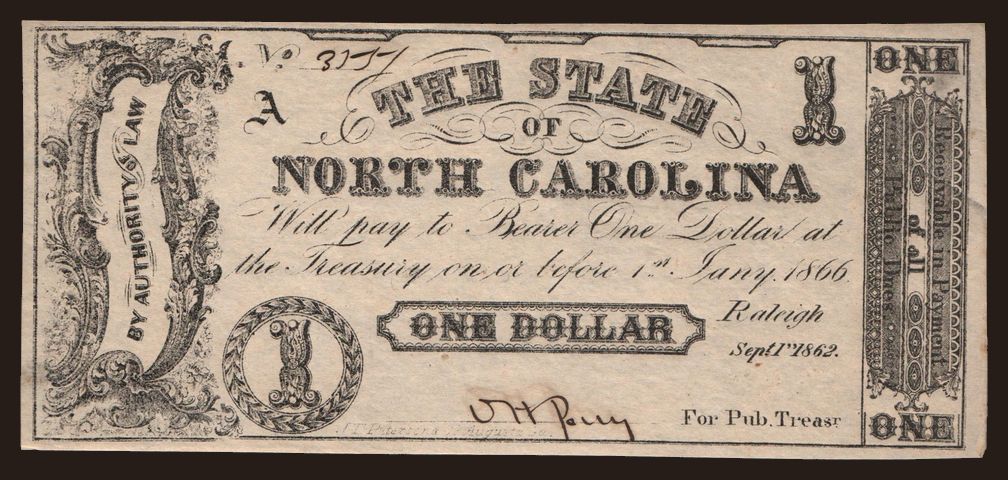 BY AUTHORITY OF LAW
No
A
THE STATE
OF
NORTH CAROLINA
1
Will pay to Bearer One Dollar at
the Treasury on or before 1st. Jany. 1866
ONE DOLLAR
Raleigh
Sept. 1st 1862.
1
For Pub. Treasr
ONE
Receivable in Payment
of all
Public Dues
ONE